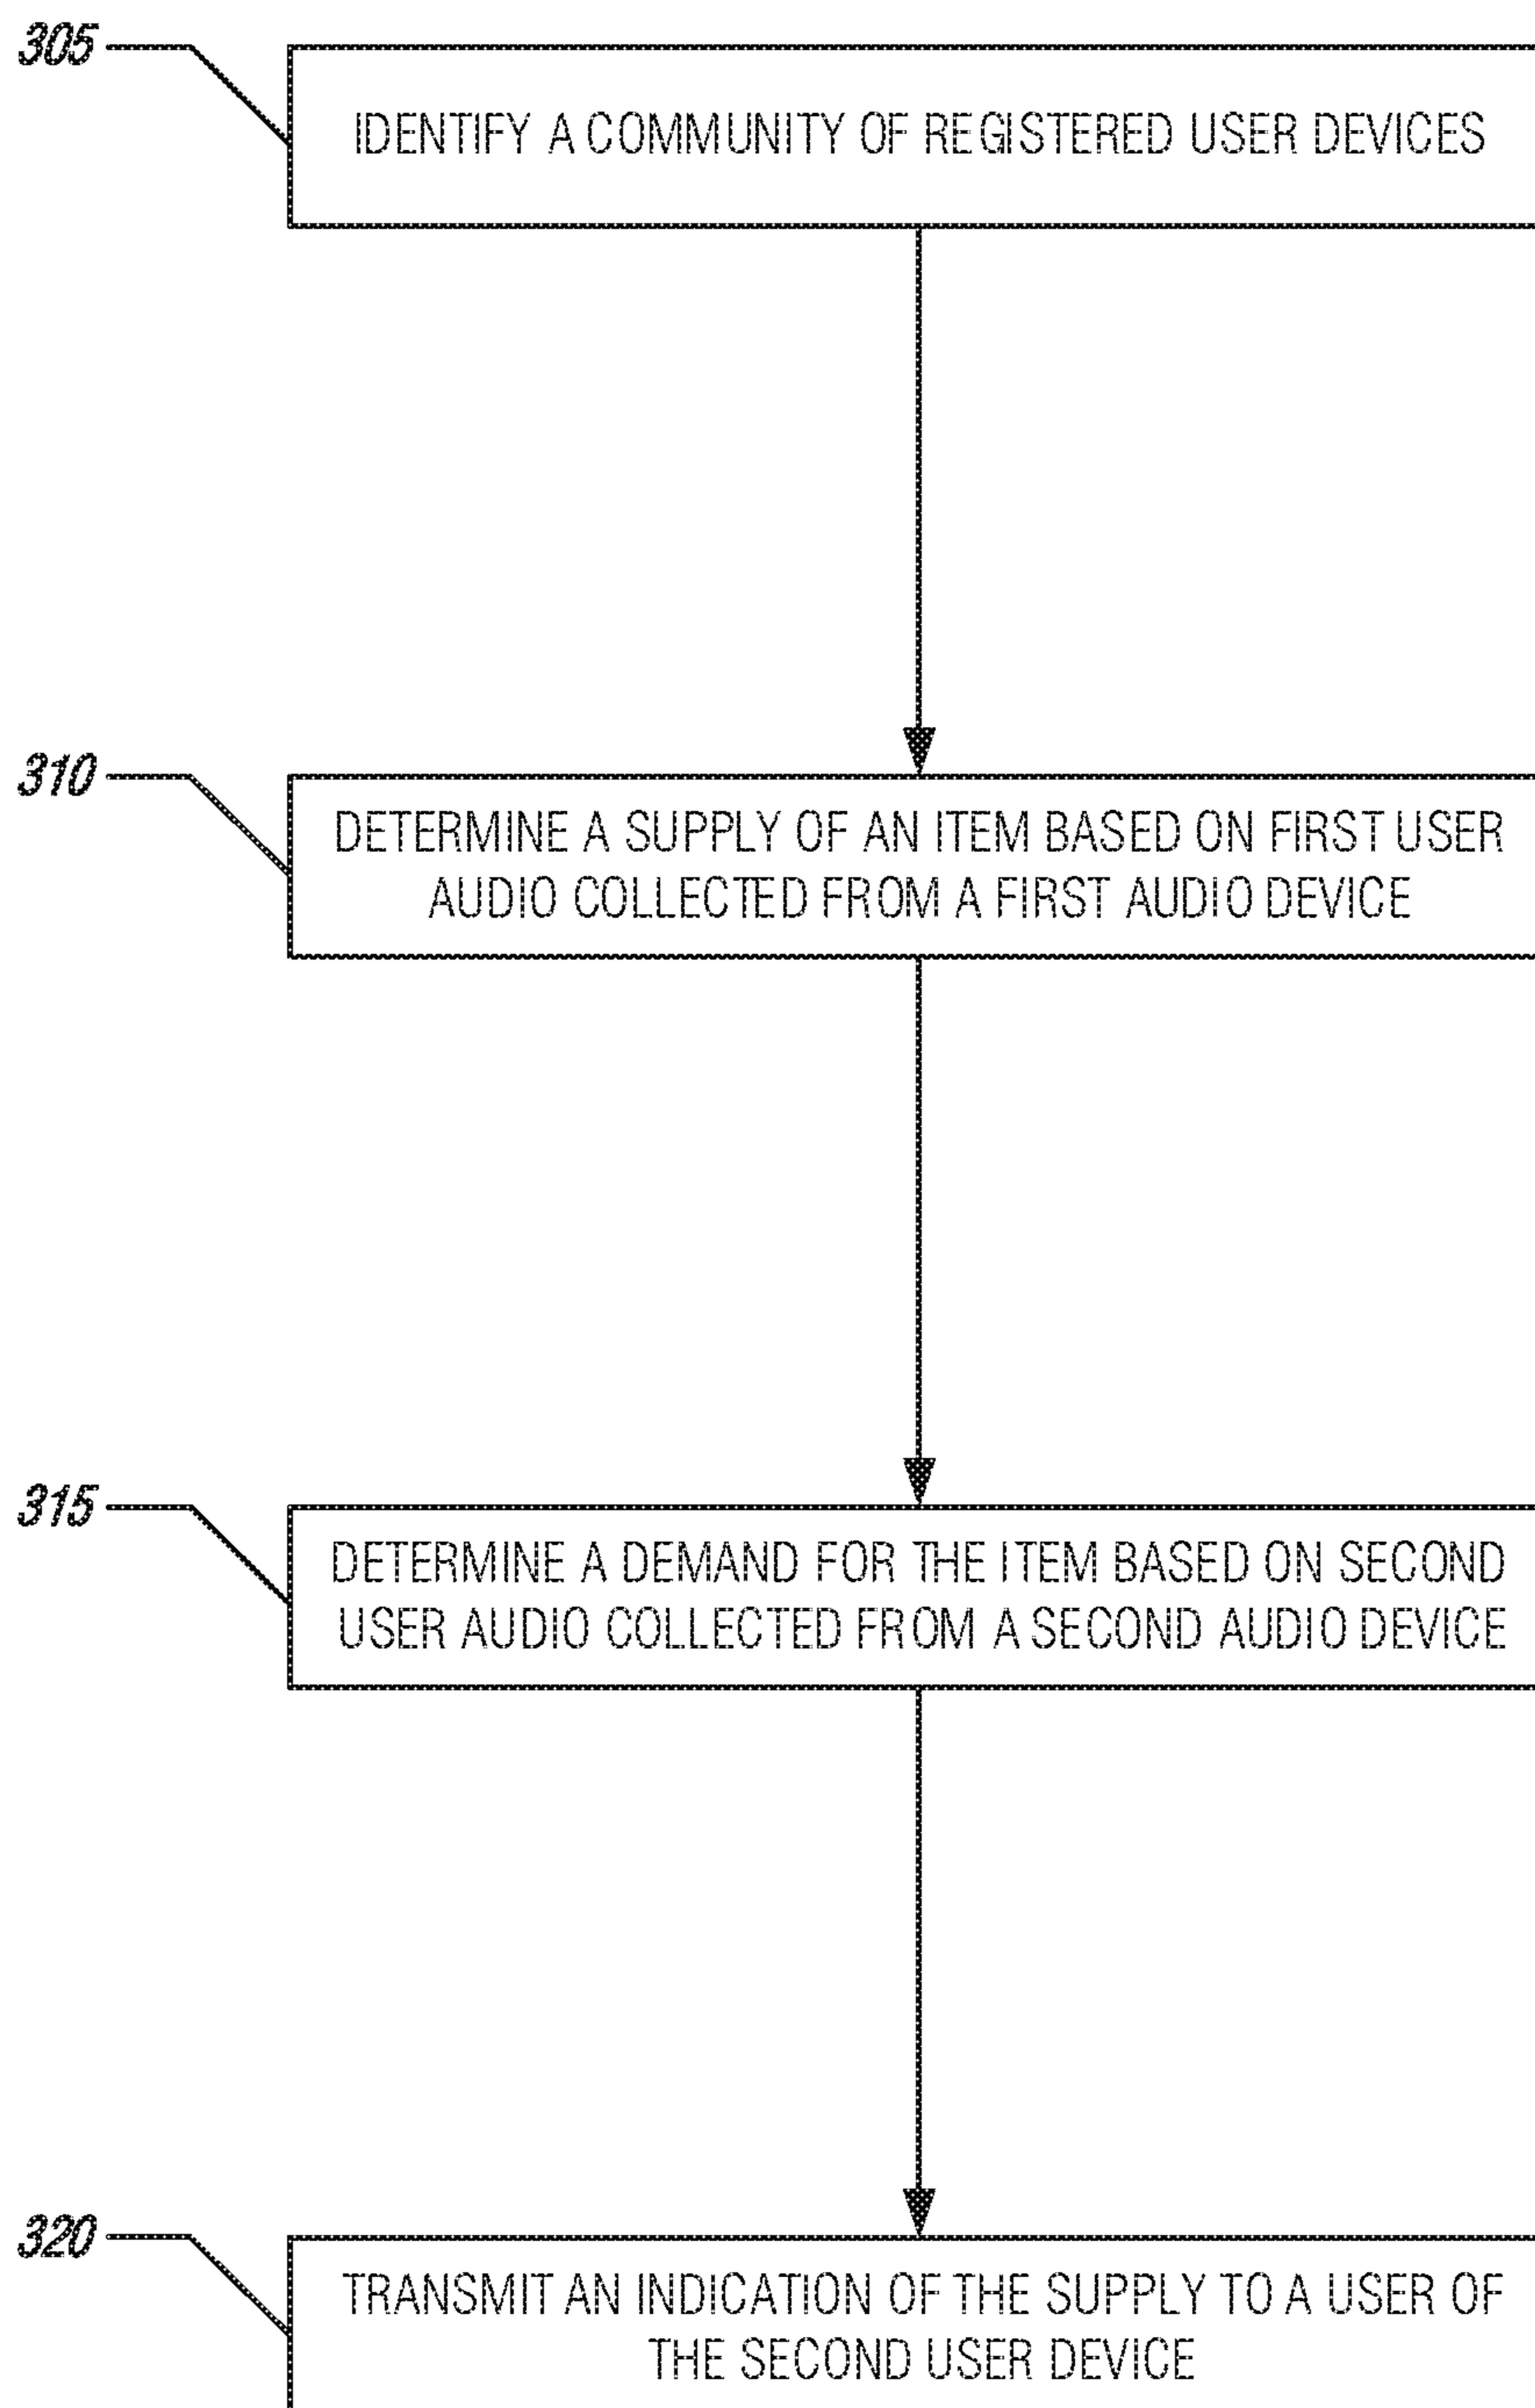 305
IDENTIFY A COMMUNITY OF REGISTERED USER DEVICES
310
DETERMINE A SUPPLY OF AN ITEM BASED ON FIRST USER
AUDIO COLLECTED FROM A FIRST AUDIO DEVICE
315
DETERMINE A DEMAND FOR THE ITEM BASED ON SECOND
USER AUDIO COLLECTED FROM A SECOND AUDIO DEVICE
320
TRANSMIT AN INDICATION OF THE SUPPLY TO A USER OF
THE SECOND USER DEVICE